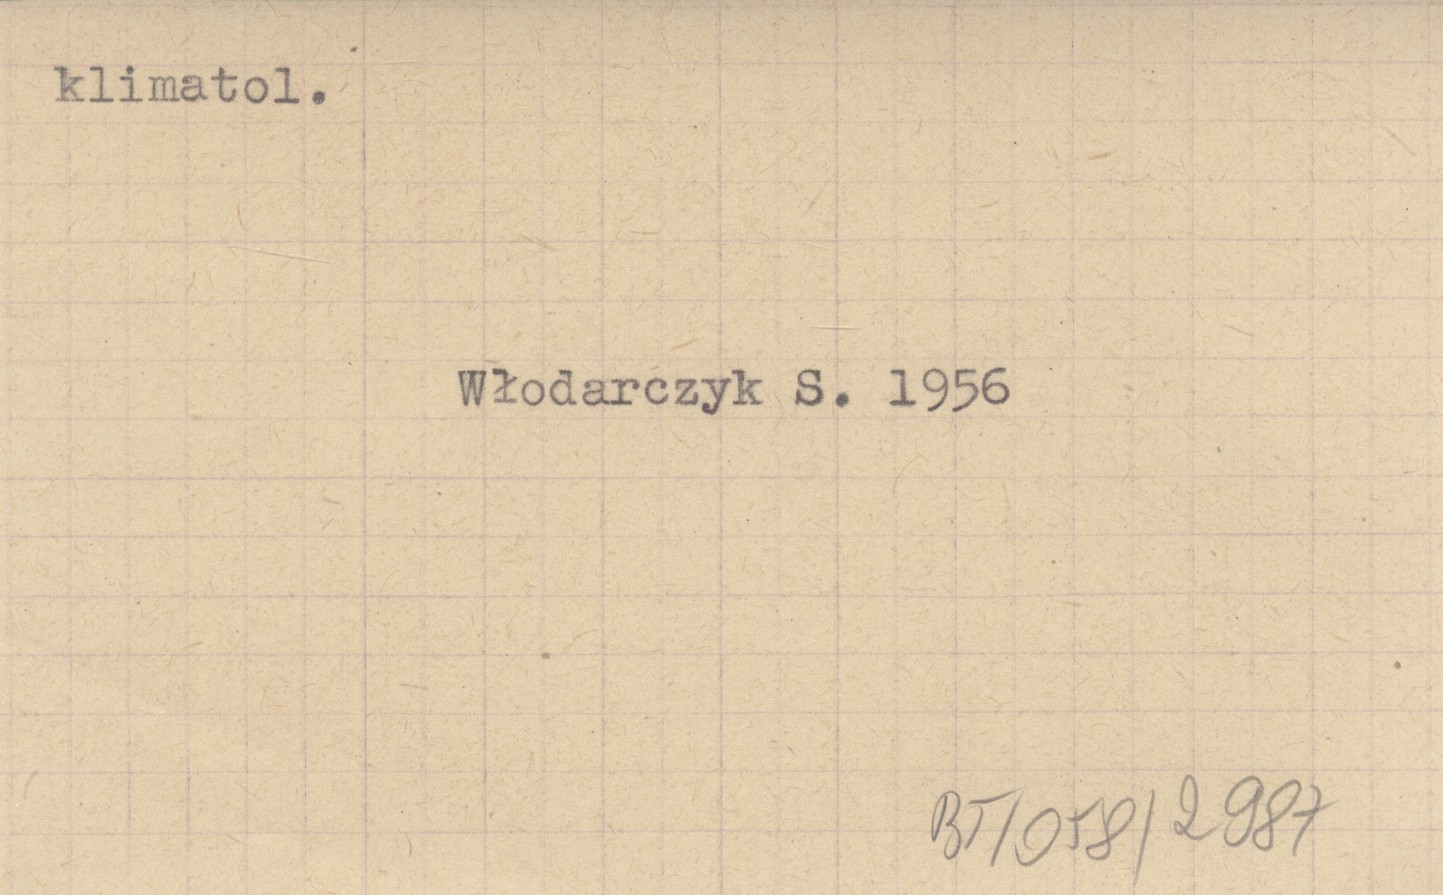 klimatol.
Włodarczyk S. 1956
BT/058/2987